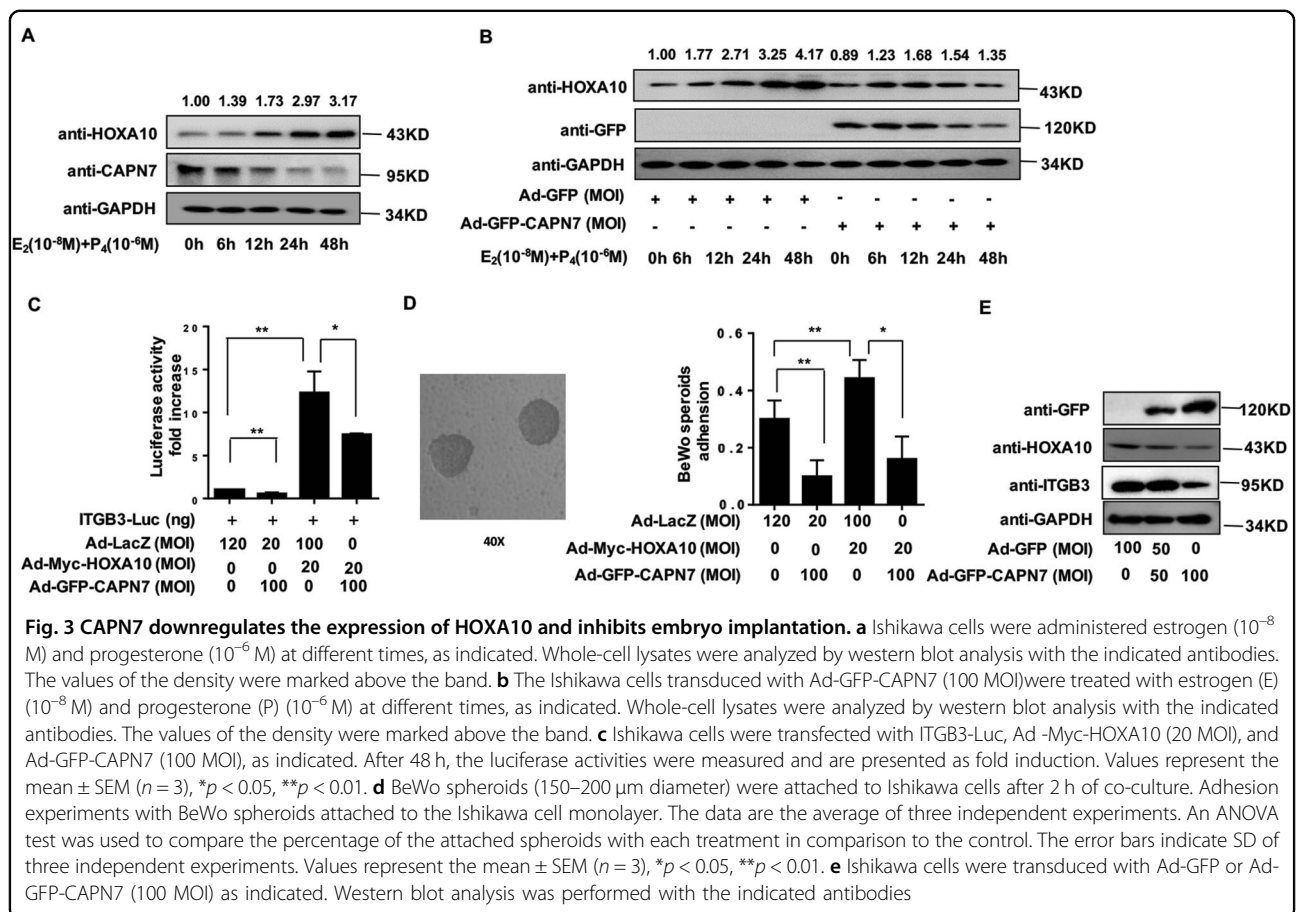 A
1.00 1.39 1.73 2.97 3.17
anti-HOXA10 43KD
anti-CAPN7 95KD
anti-GAPDH 34KD
E₂(10⁻⁸M)+P₄(10⁻⁶M) 0h 6h 12h 24h 48h
B
1.00 1.77 2.71 3.25 4.17 0.89 1.23 1.68 1.54 1.35
anti-HOXA10 43KD
anti-GFP 120KD
anti-GAPDH 34KD
Ad-GFP (MOI) + + + + + - - - - -
Ad-GFP-CAPN7 (MOI) - - - - - + + + + +
E₂(10⁻⁸M)+P₄(10⁻⁶M) 0h 6h 12h 24h 48h 0h 6h 12h 24h 48h
C
Luciferase activity
fold increase
20
15
10
5
0
** ** *
ITGB3-Luc (ng) + + + +
Ad-LacZ (MOI) 120 20 100 0
Ad-Myc-HOXA10 (MOI) 0 0 20 20
Ad-GFP-CAPN7 (MOI) 0 100 0 100
D
40X
BeWo speroids
adhension
0.6
0.4
0.2
0.0
** ** *
Ad-LacZ (MOI) 120 20 100 0
Ad-Myc-HOXA10 (MOI) 0 0 20 20
Ad-GFP-CAPN7 (MOI) 0 100 0 100
E
anti-GFP 120KD
anti-HOXA10 43KD
anti-ITGB3 95KD
anti-GAPDH 34KD
Ad-GFP (MOI) 100 50 0
Ad-GFP-CAPN7 (MOI) 0 50 100
Fig. 3 CAPN7 downregulates the expression of HOXA10 and inhibits embryo implantation. a Ishikawa cells were administered estrogen (10⁻⁸
M) and progesterone (10⁻⁶ M) at different times, as indicated. Whole-cell lysates were analyzed by western blot analysis with the indicated antibodies.
The values of the density were marked above the band. b The Ishikawa cells transduced with Ad-GFP-CAPN7 (100 MOI)were treated with estrogen (E)
(10⁻⁸ M) and progesterone (P) (10⁻⁶ M) at different times, as indicated. Whole-cell lysates were analyzed by western blot analysis with the indicated
antibodies. The values of the density were marked above the band. c Ishikawa cells were transfected with ITGB3-Luc, Ad -Myc-HOXA10 (20 MOI), and
Ad-GFP-CAPN7 (100 MOI), as indicated. After 48 h, the luciferase activities were measured and are presented as fold induction. Values represent the
mean ± SEM (n = 3), *p < 0.05, **p < 0.01. d BeWo spheroids (150–200 µm diameter) were attached to Ishikawa cells after 2 h of co-culture. Adhesion
experiments with BeWo spheroids attached to the Ishikawa cell monolayer. The data are the average of three independent experiments. An ANOVA
test was used to compare the percentage of the attached spheroids with each treatment in comparison to the control. The error bars indicate SD of
three independent experiments. Values represent the mean ± SEM (n = 3), *p < 0.05, **p < 0.01. e Ishikawa cells were transduced with Ad-GFP or Ad-
GFP-CAPN7 (100 MOI) as indicated. Western blot analysis was performed with the indicated antibodies